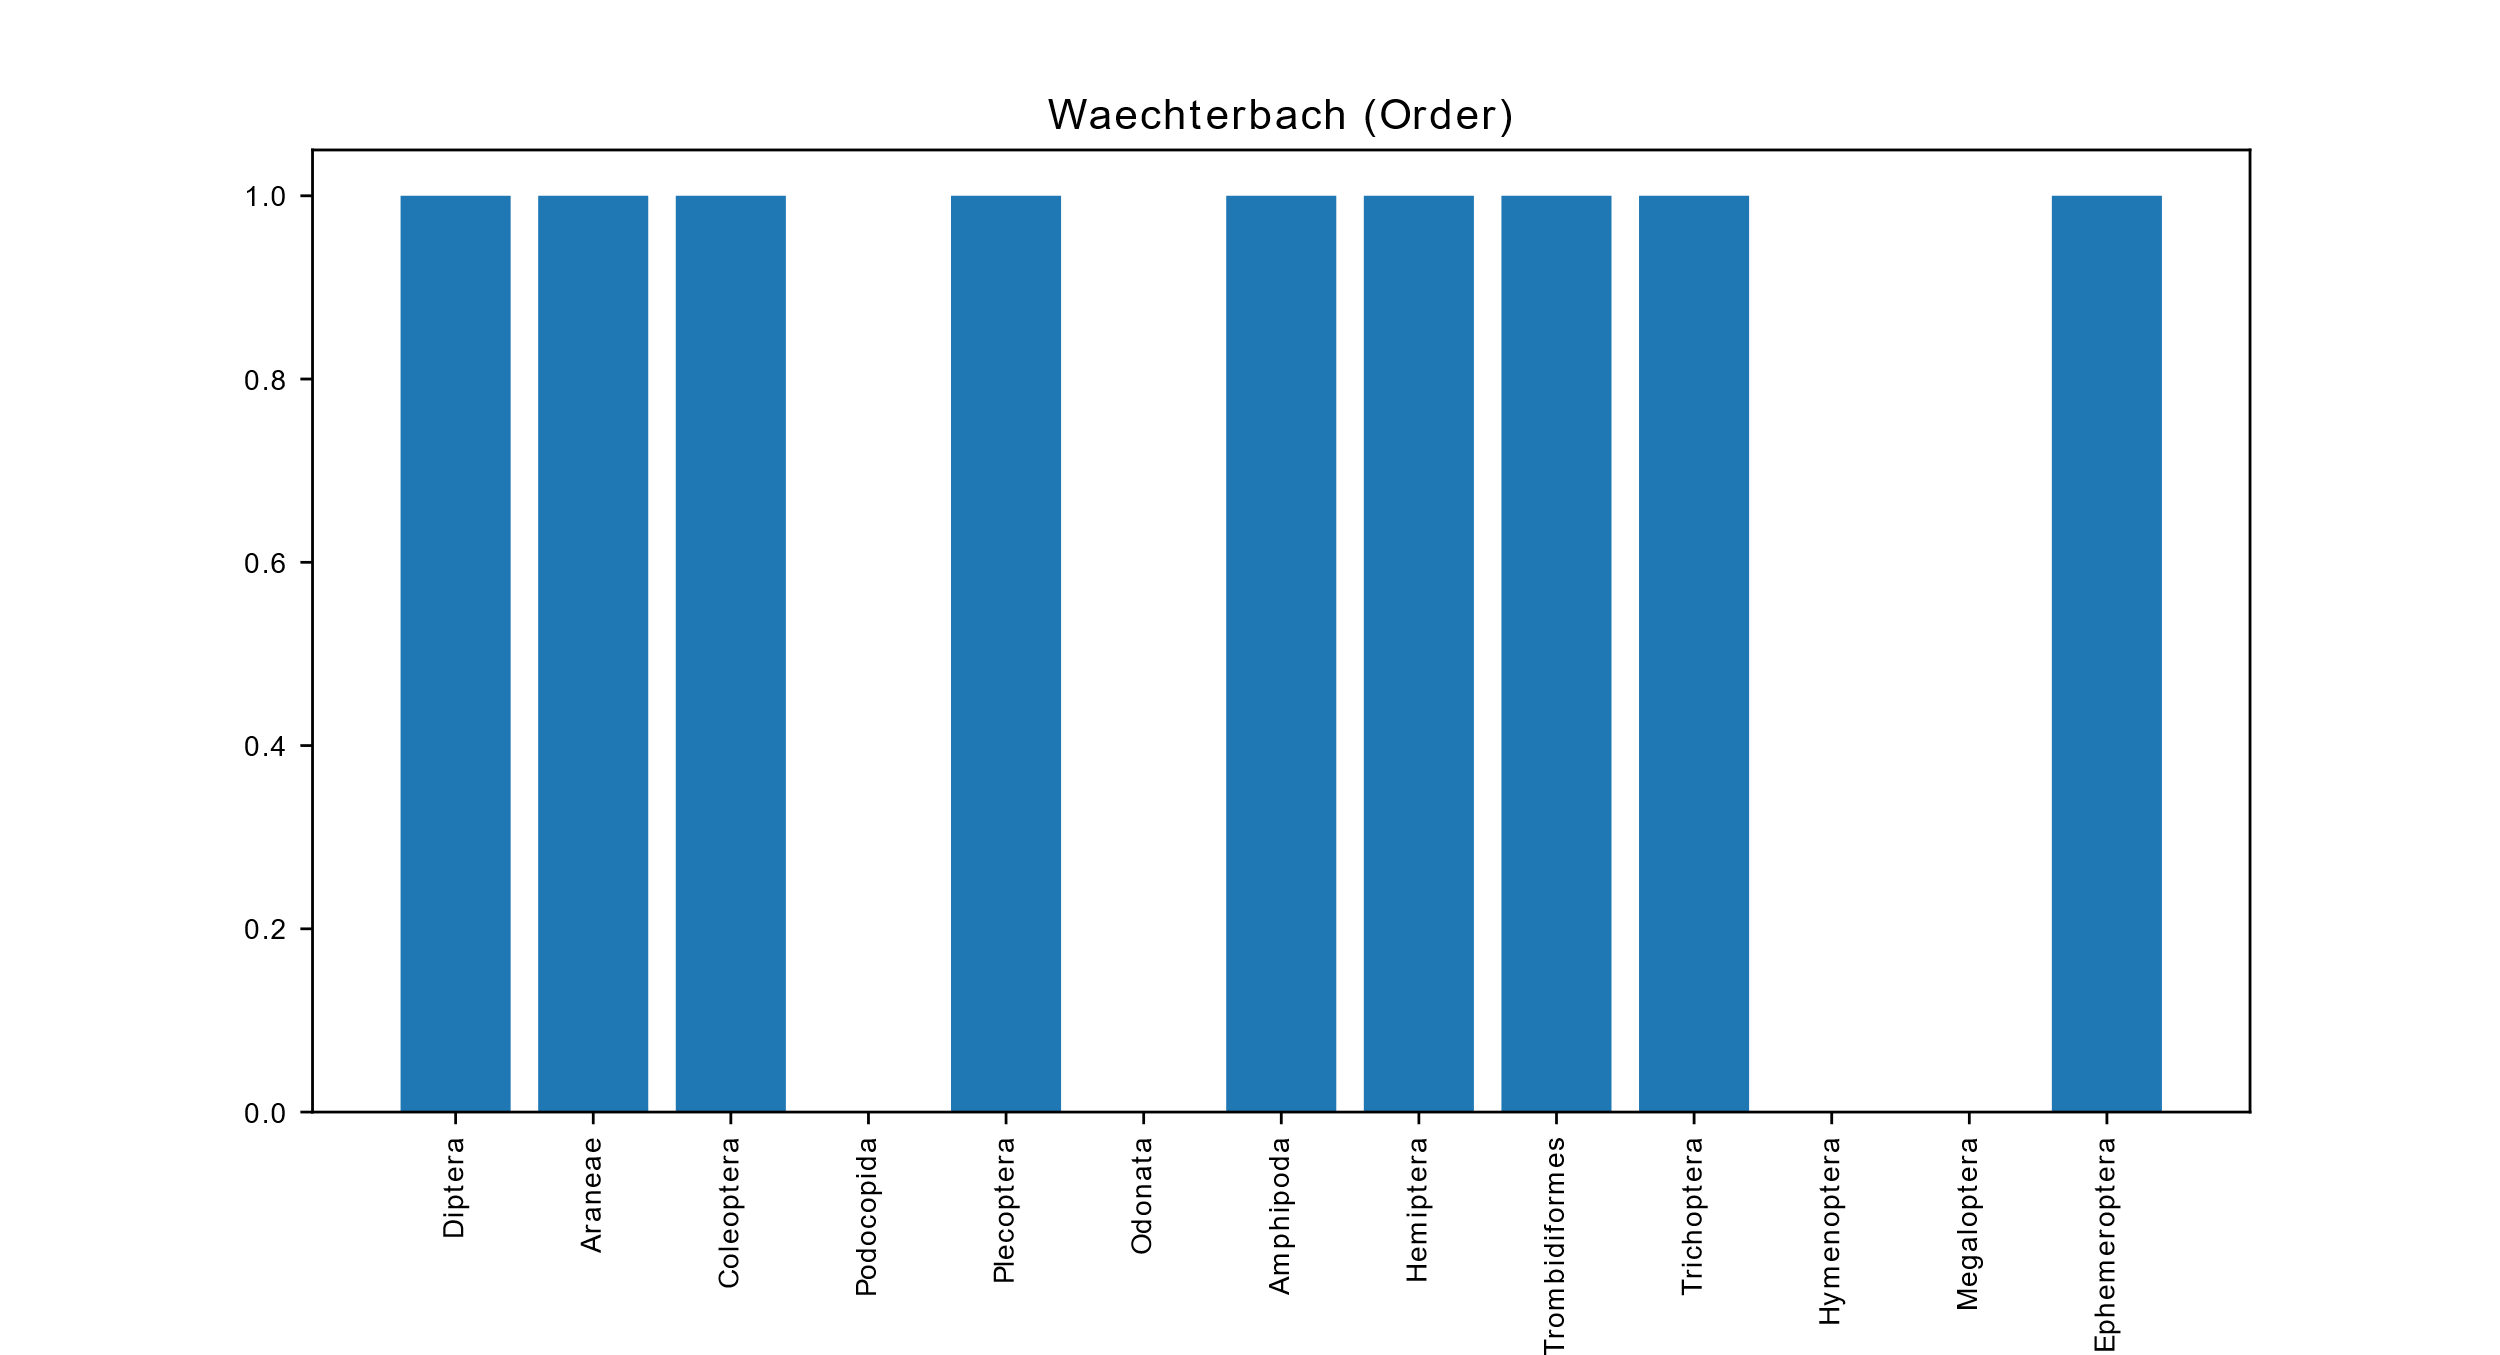 Waechterbach (Order)
1.0
0.8
0.6
0.4
0.2
0.0
Diptera
Araneae
Coleoptera
Podocopida
Plecoptera
Odonata
Amphipoda
Hemiptera
Trombidiformes
Trichoptera
Hymenoptera
Megaloptera
Ephemeroptera